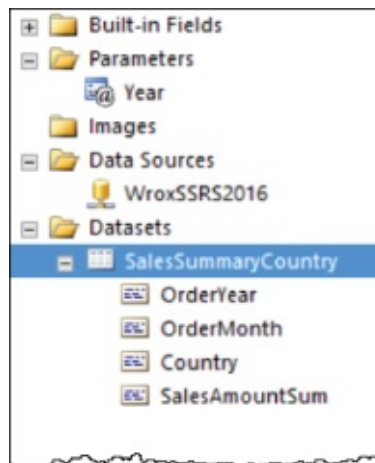 Built-in Fields
Parameters
Year
Images
Data Sources
WroxSSRS2016
Datasets
SalesSummaryCountry
OrderYear
OrderMonth
Country
SalesAmountSum